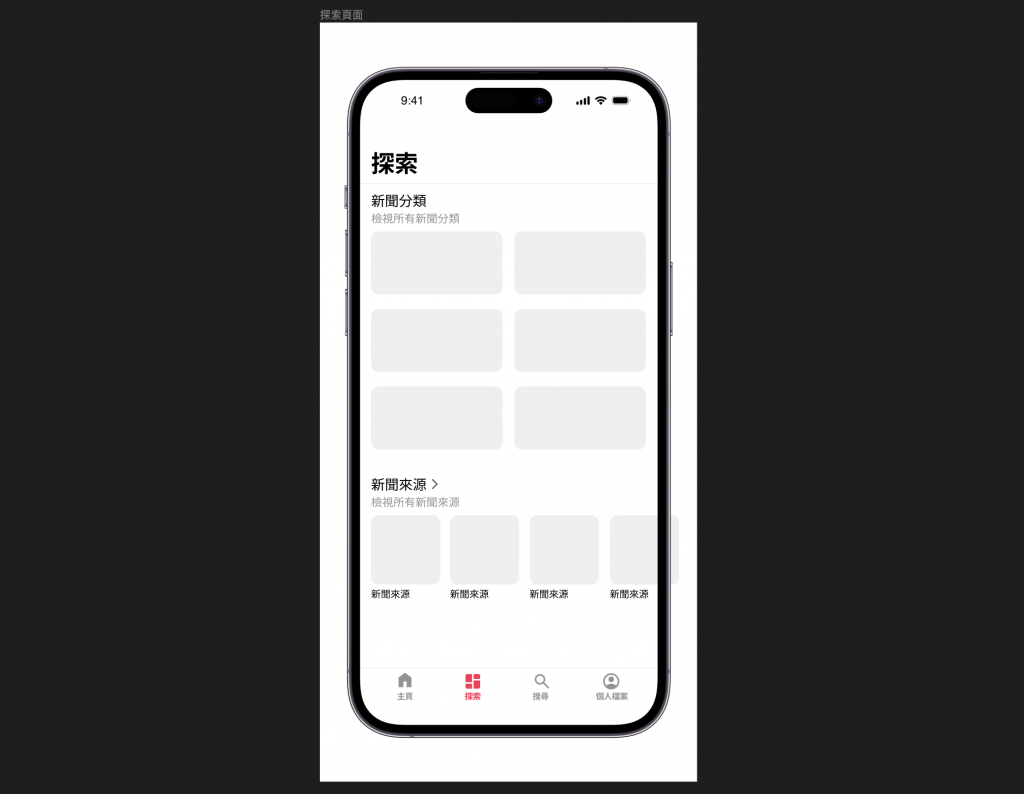 探索頁面
9:41
探索
新聞分類
檢視所有新聞分類
新聞來源
檢視所有新聞來源
新聞來源 新聞來源 新聞來源 新聞來源
主頁 探索 搜尋 個人檔案